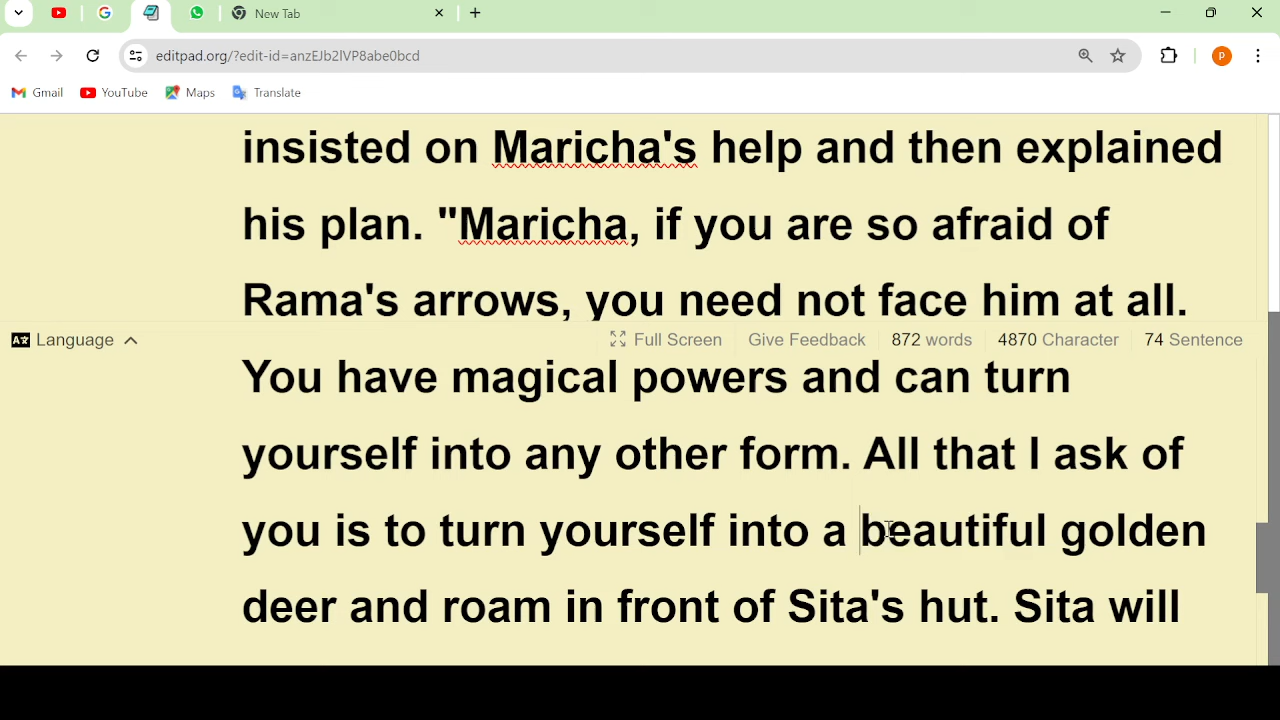 New Tab
editpad.org/?edit-id=anzEJb2lVP8abe0bcd
p
Gmail YouTube Maps Translate
insisted on Maricha's help and then explained
his plan. "Maricha, if you are so afraid of
Rama's arrows, you need not face him at all.
Language Full Screen Give Feedback 872 words 4870 Character 74 Sentence
You have magical powers and can turn
yourself into any other form. All that I ask of
you is to turn yourself into a beautiful golden
deer and roam in front of Sita's hut. Sita will